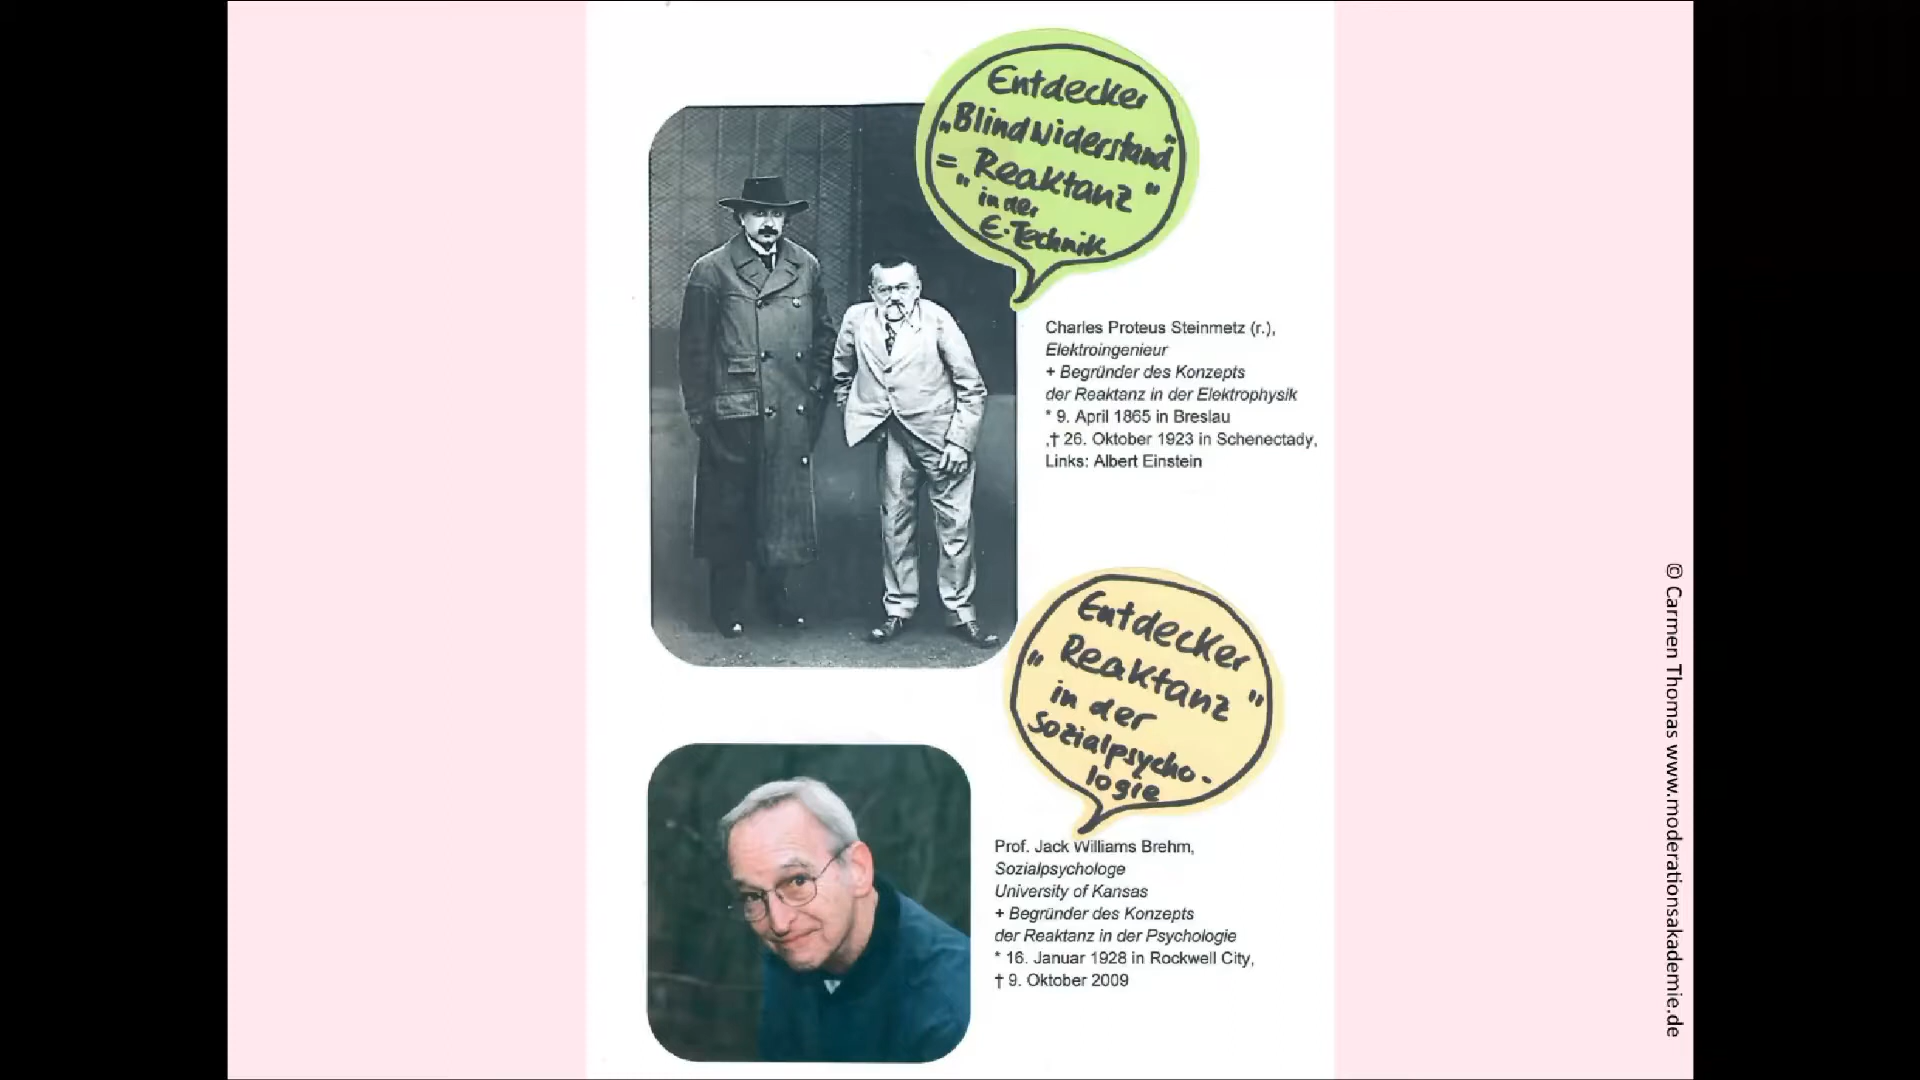 Entdecker
„Blindwiderstand"
= „Reaktanz"
in der
E-Technik
Charles Proteus Steinmetz (r.),
Elektroingenieur
+ Begründer des Konzepts
der Reaktanz in der Elektrophysik
* 9. April 1865 in Breslau
,† 26. Oktober 1923 in Schenectady,
Links: Albert Einstein
Entdecker
„Reaktanz"
in der
Sozialpsycho-
logie
Prof. Jack Williams Brehm,
Sozialpsychologe
University of Kansas
+ Begründer des Konzepts
der Reaktanz in der Psychologie
* 16. Januar 1928 in Rockwell City,
† 9. Oktober 2009
© Carmen Thomas www.moderationsakademie.de